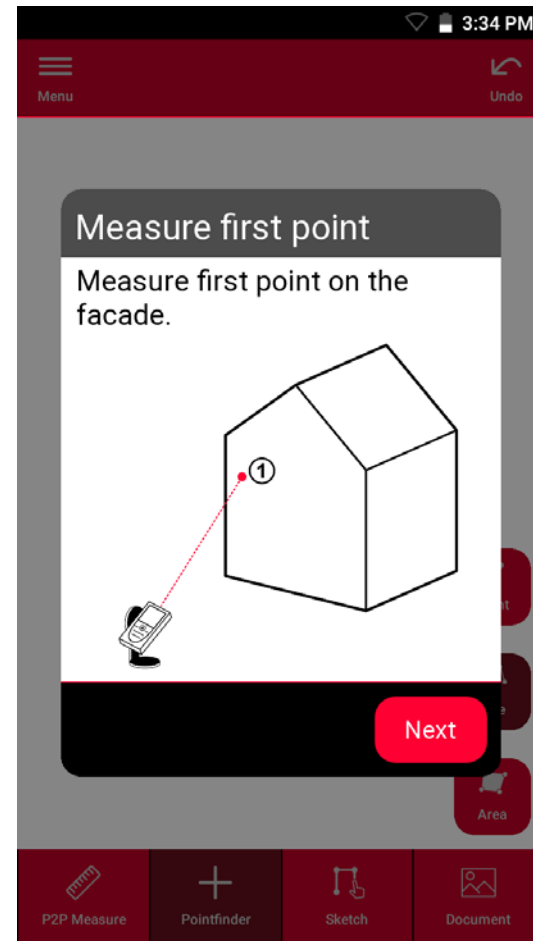 3:34 PM
Menu
Undo
Measure first point
Measure first point on the
facade.
1
Next
Area
P2P Measure
Pointfinder
Sketch
Document